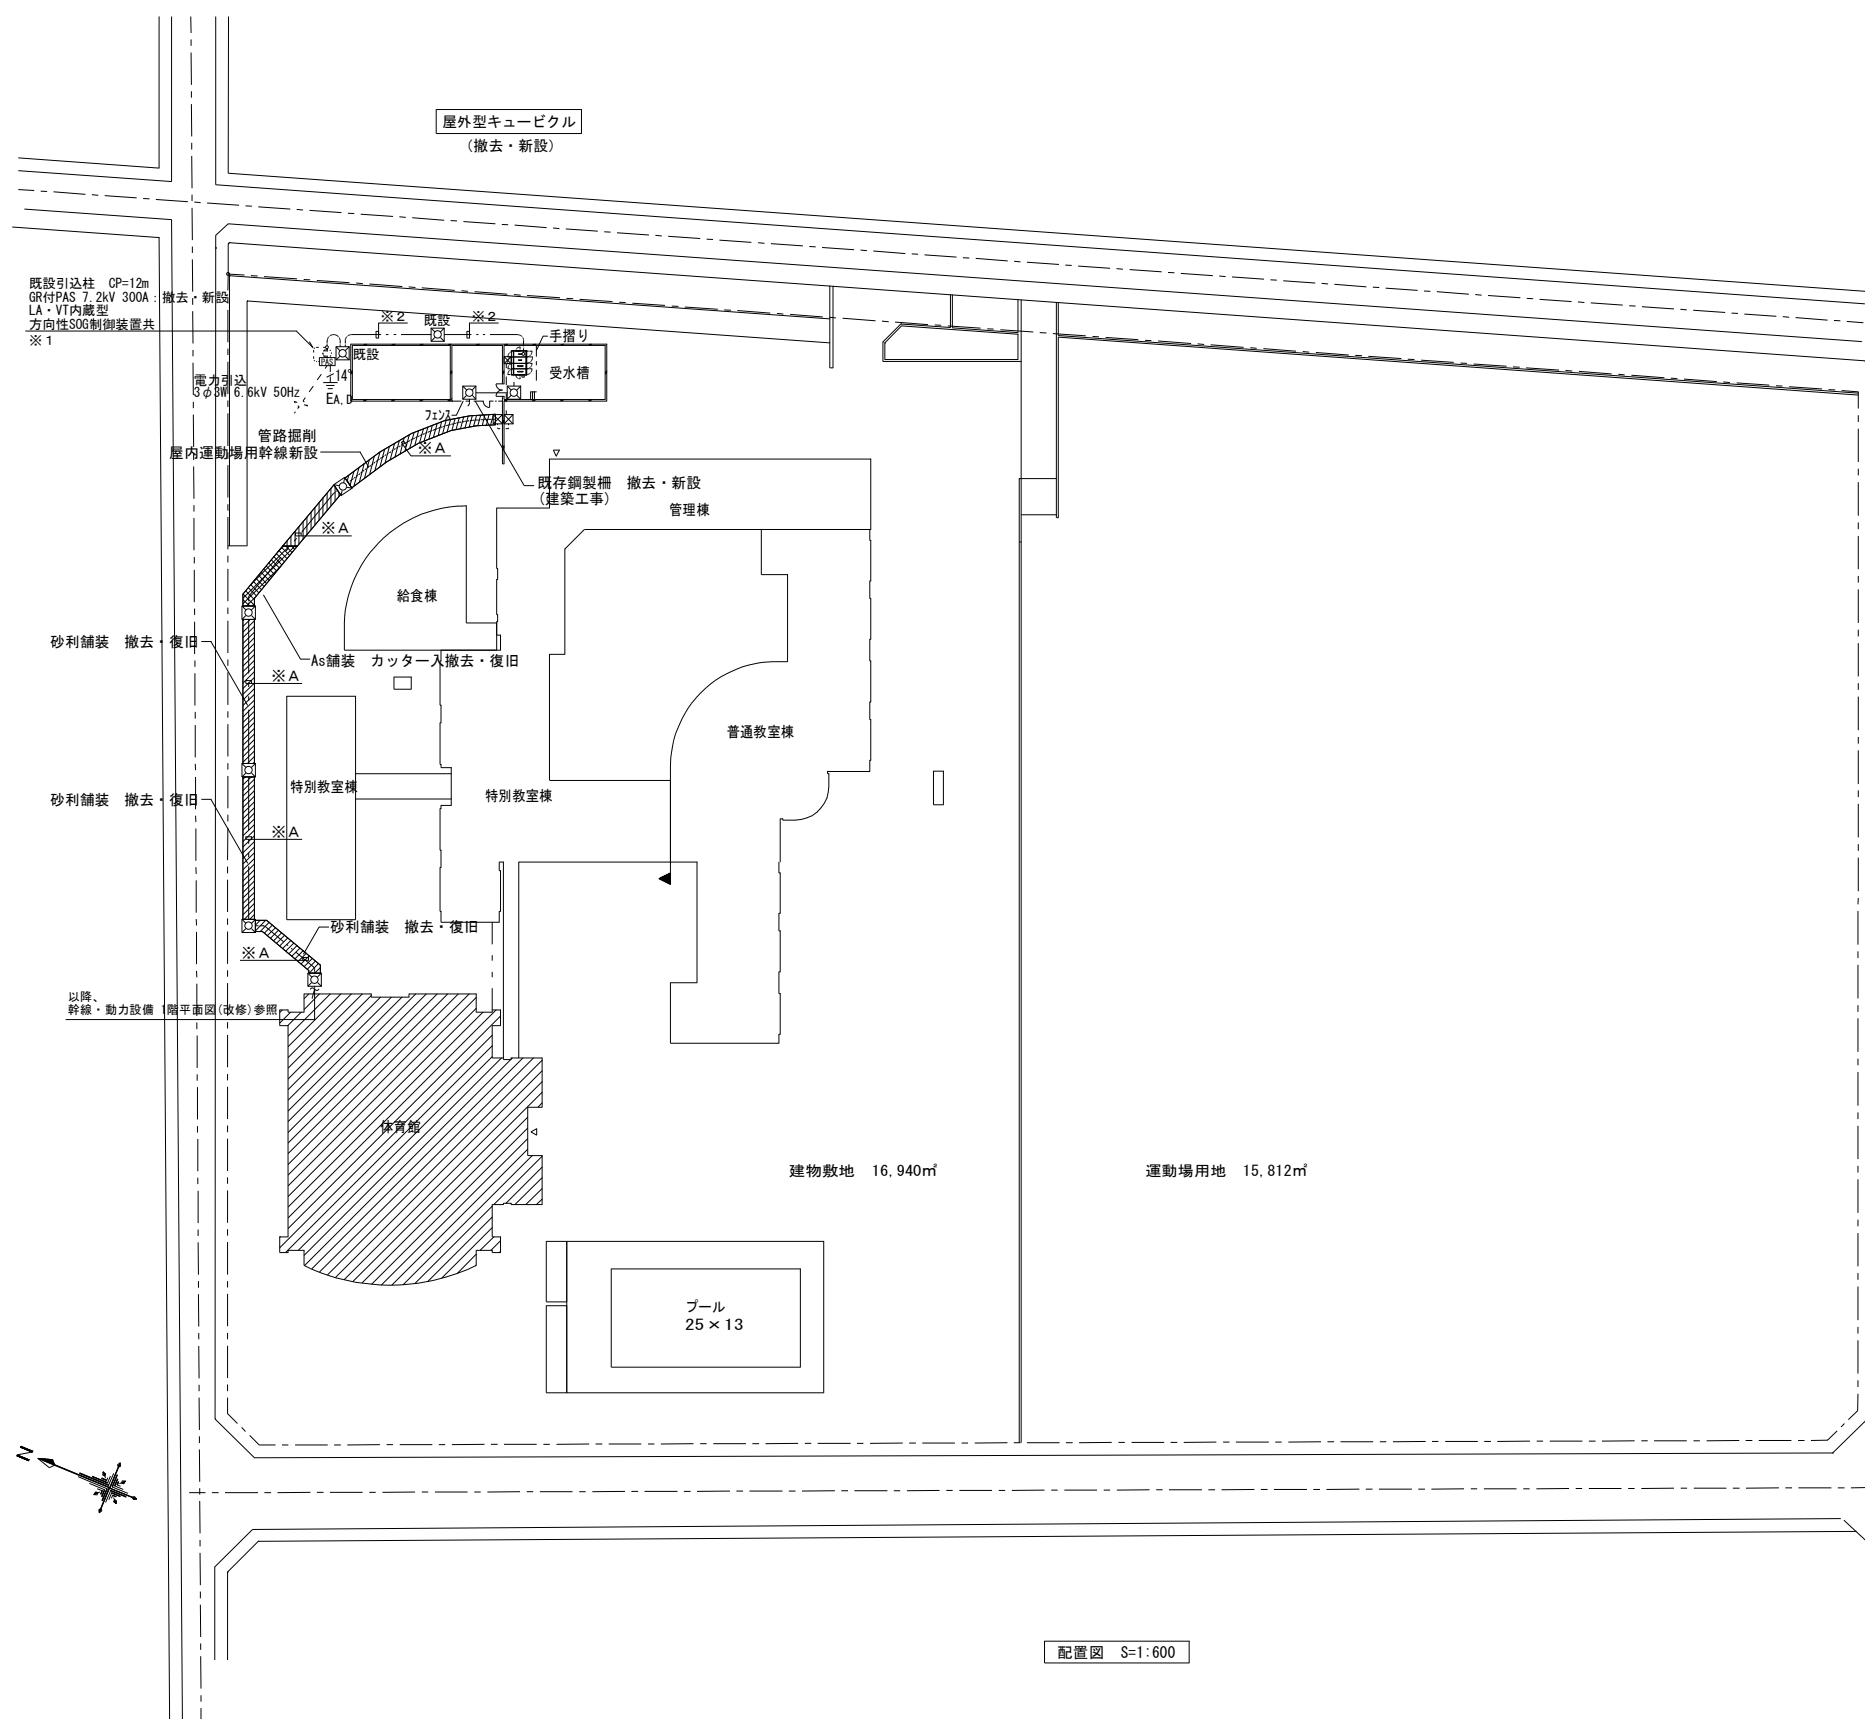 屋外型キュービクル
(撤去・新設)
既設引込柱 CP=12m
GR付PAS 7.2kV 300A：撤去・新設
LA・VT内蔵型
方向性SOG制御装置共
※１
※２
既設
※２
手摺り
既設
PAS
受水槽
電力引込
3φ3W 6.6kV 50Hz
14°
EA,D
フェンス
管路掘削
屋内運動場用幹線新設
※Ａ
既存鋼製柵 撤去・新設
(建築工事)
管理棟
※Ａ
給食棟
砂利舗装 撤去・復旧
As舗装 カッター入撤去・復旧
※Ａ
普通教室棟
特別教室棟
特別教室棟
砂利舗装 撤去・復旧
※Ａ
砂利舗装 撤去・復旧
※Ａ
以降、
幹線・動力設備 1階平面図(改修)参照
体育館
建物敷地 16,940㎡
運動場用地 15,812㎡
プール
25×13
N
配置図 S=1:600